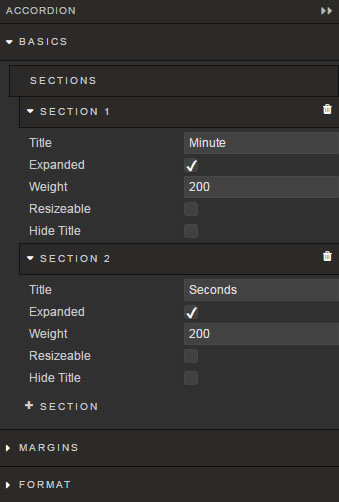 ACCORDION
BASICS
SECTIONS
SECTION 1
Title Minute
Expanded
Weight 200
Resizeable
Hide Title
SECTION 2
Title Seconds
Expanded
Weight 200
Resizeable
Hide Title
+ SECTION
MARGINS
FORMAT